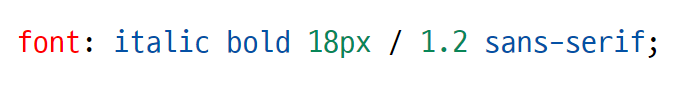 font: italic bold 18px / 1.2 sans-serif;